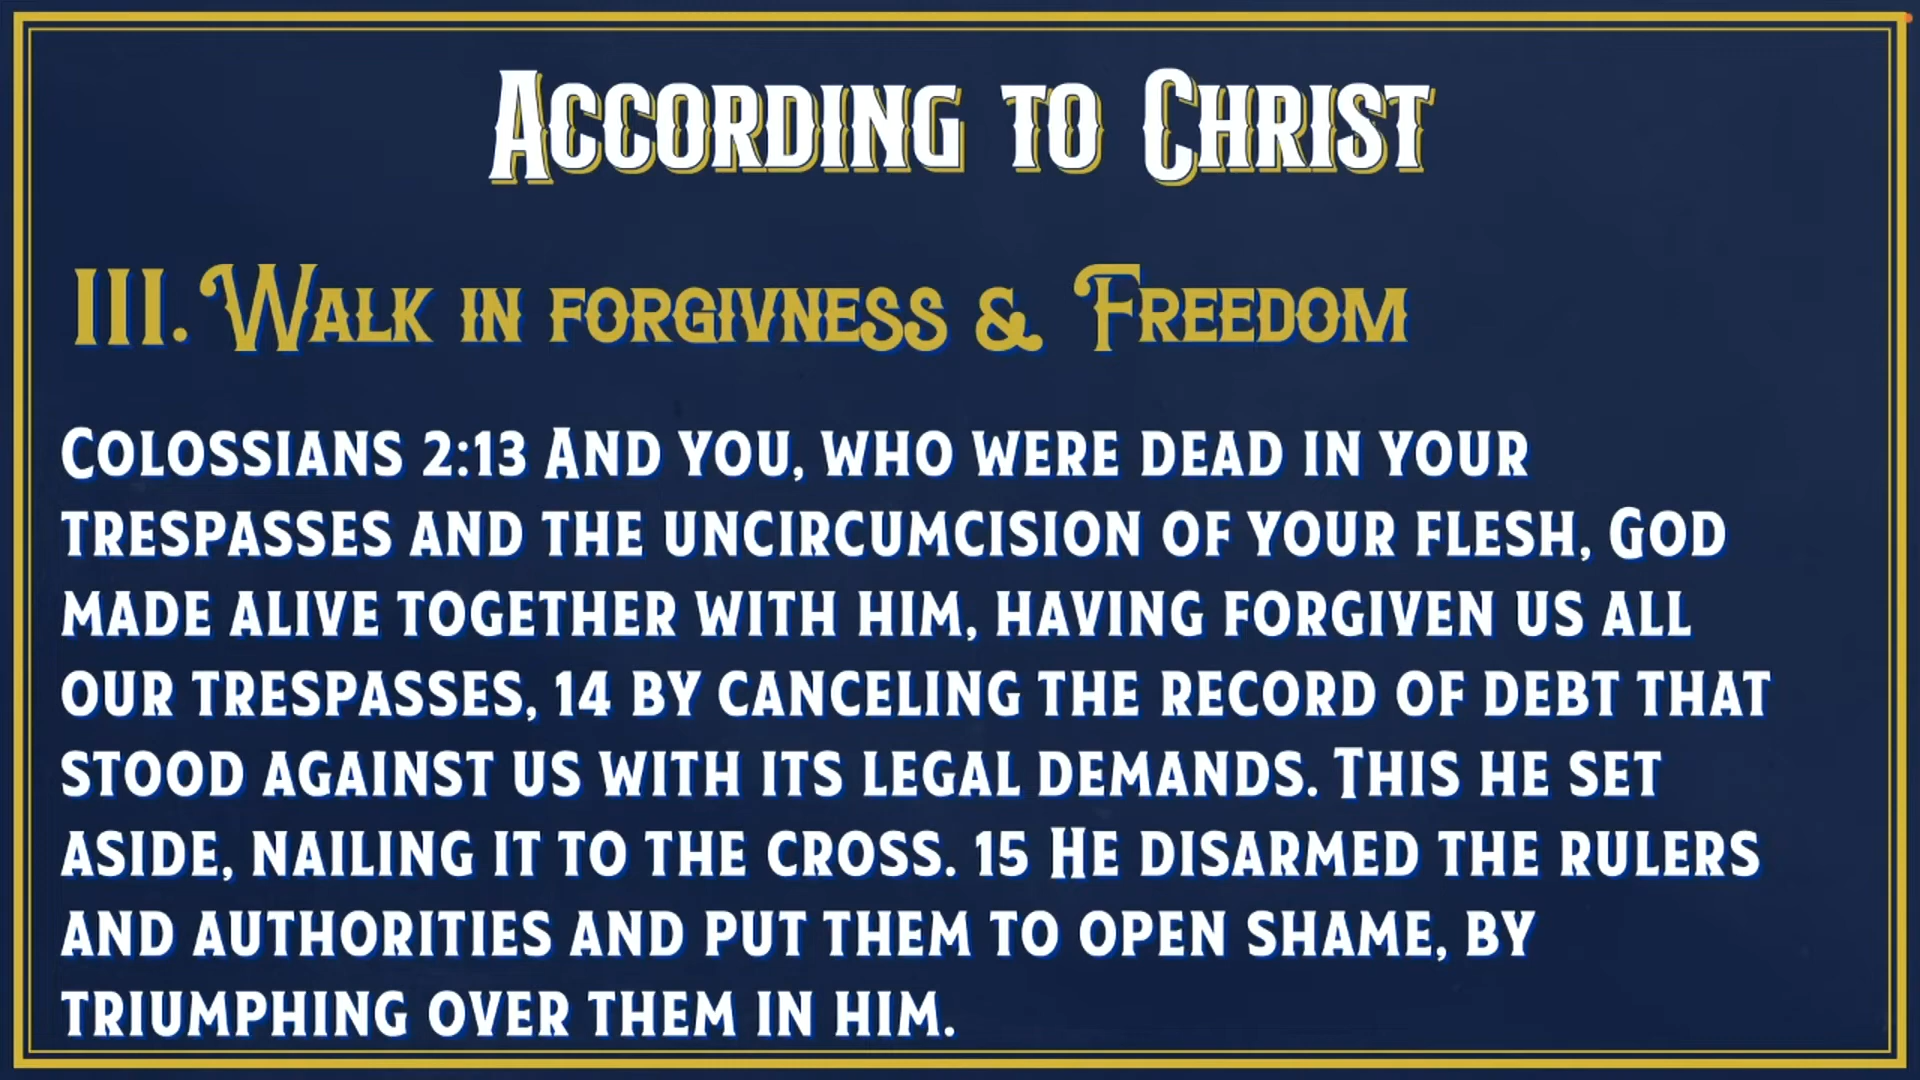 According to Christ
III. Walk in forgivness & Freedom
Colossians 2:13 And you, who were dead in your
trespasses and the uncircumcision of your flesh, God
made alive together with him, having forgiven us all
our trespasses, 14 by canceling the record of debt that
stood against us with its legal demands. This he set
aside, nailing it to the cross. 15 He disarmed the rulers
and authorities and put them to open shame, by
triumphing over them in him.